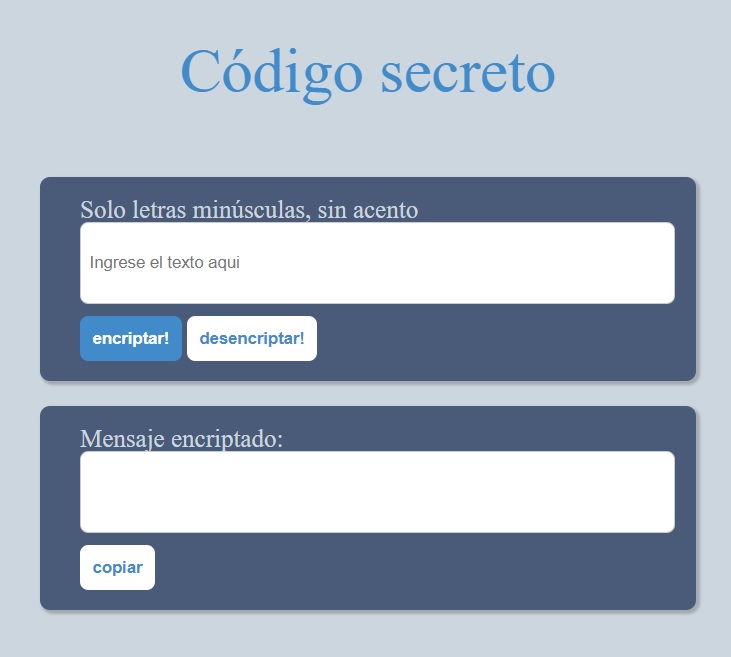 Código secreto
Solo letras minúsculas, sin acento
Ingrese el texto aqui
encriptar! desencriptar!
Mensaje encriptado:
copiar